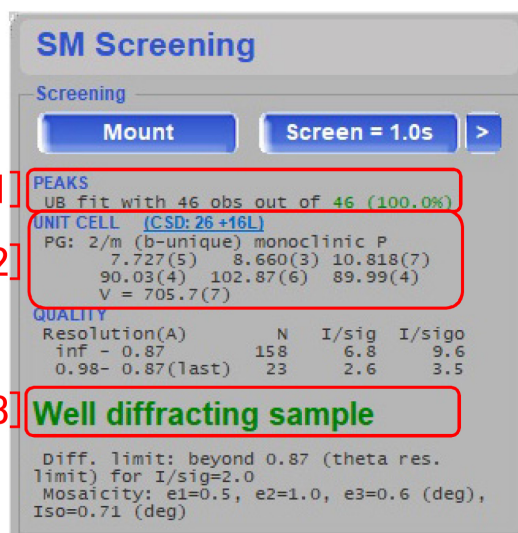 SM Screening
Screening
Mount
Screen = 1.0s
>
PEAKS
UB fit with 46 obs out of 46 (100.0%)
UNIT CELL (CSD: 26 +16L)
2
PG: 2/m (b-unique) monoclinic P
7.727(5) 8.660(3) 10.818(7)
90.03(4) 102.87(6) 89.99(4)
V = 705.7(7)
QUALITY
Resolution(A) N I/sig I/sigo
inf - 0.87 158 6.8 9.6
0.98- 0.87(last) 23 2.6 3.5
3
Well diffracting sample
Diff. limit: beyond 0.87 (theta res.
limit) for I/sig=2.0
Mosaicity: e1=0.5, e2=1.0, e3=0.6 (deg),
Iso=0.71 (deg)